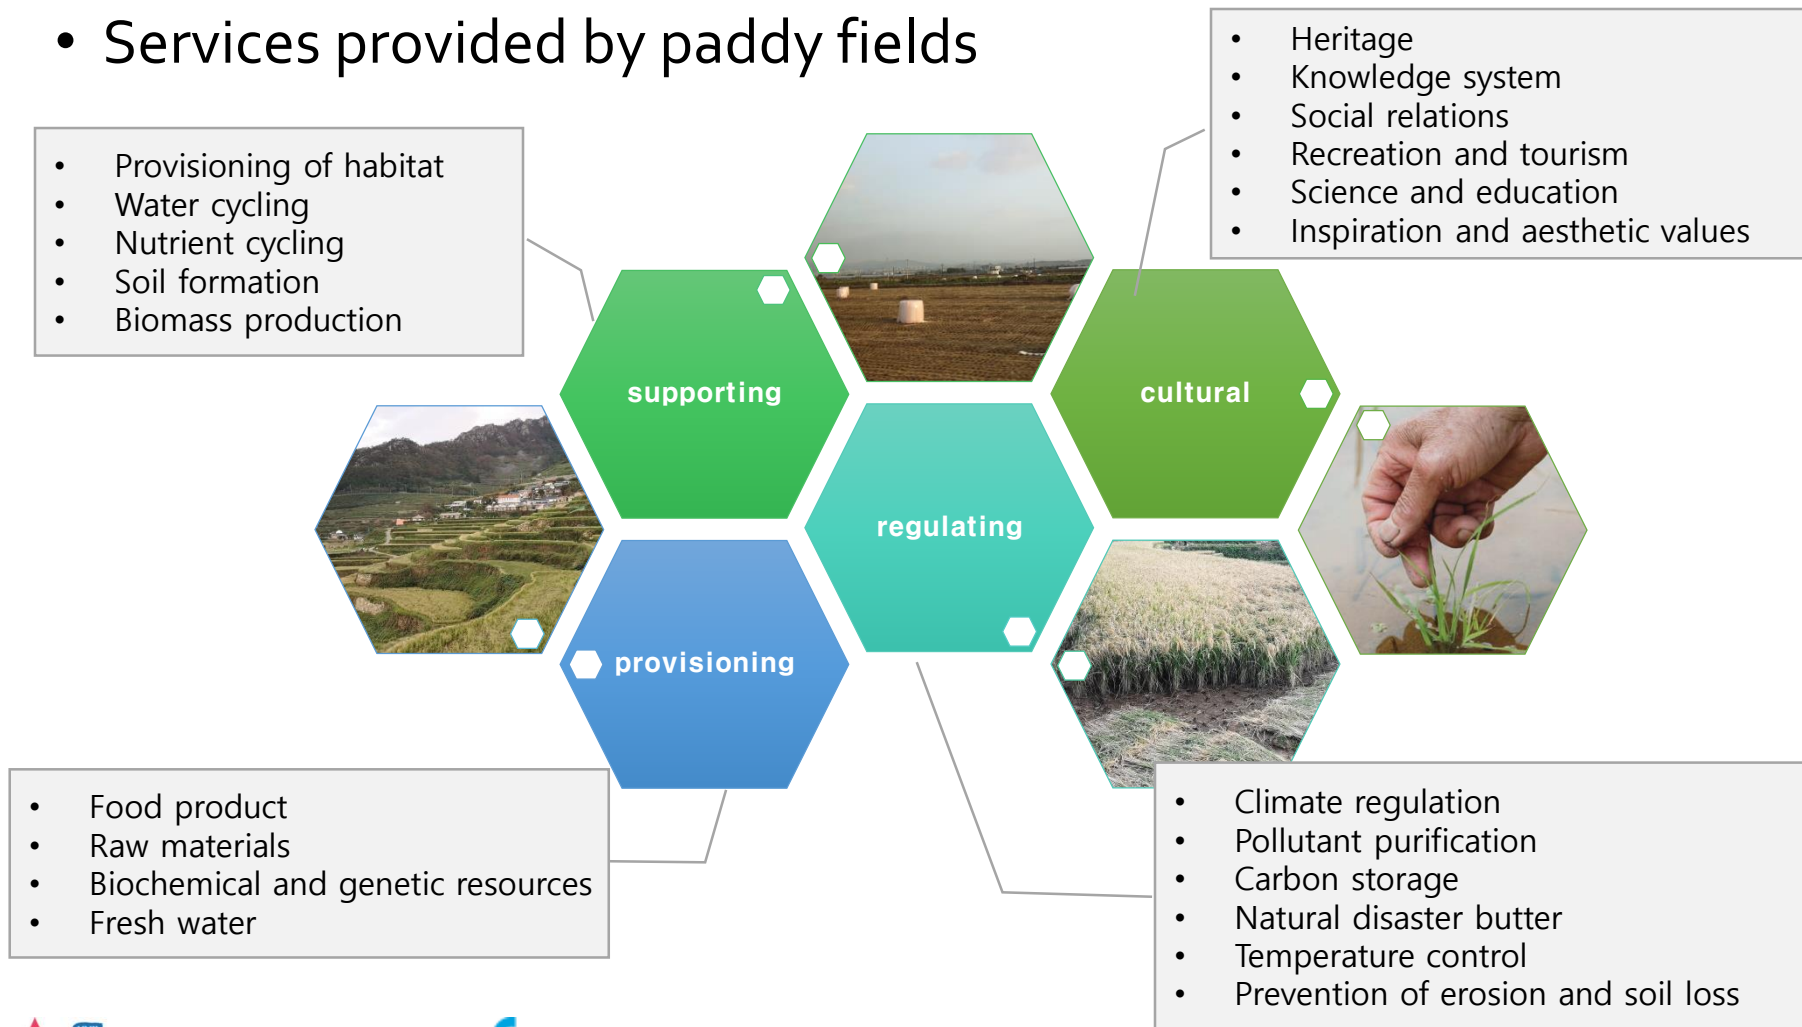 • Services provided by paddy fields
• Heritage
• Knowledge system
• Social relations
• Recreation and tourism
• Science and education
• Inspiration and aesthetic values
• Provisioning of habitat
• Water cycling
• Nutrient cycling
• Soil formation
• Biomass production
supporting
cultural
regulating
provisioning
• Food product
• Raw materials
• Biochemical and genetic resources
• Fresh water
• Climate regulation
• Pollutant purification
• Carbon storage
• Natural disaster butter
• Temperature control
• Prevention of erosion and soil loss